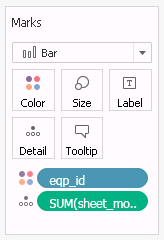 Marks
Bar
Color Size Label
Detail Tooltip
eqp_id
SUM(sheet_mo..